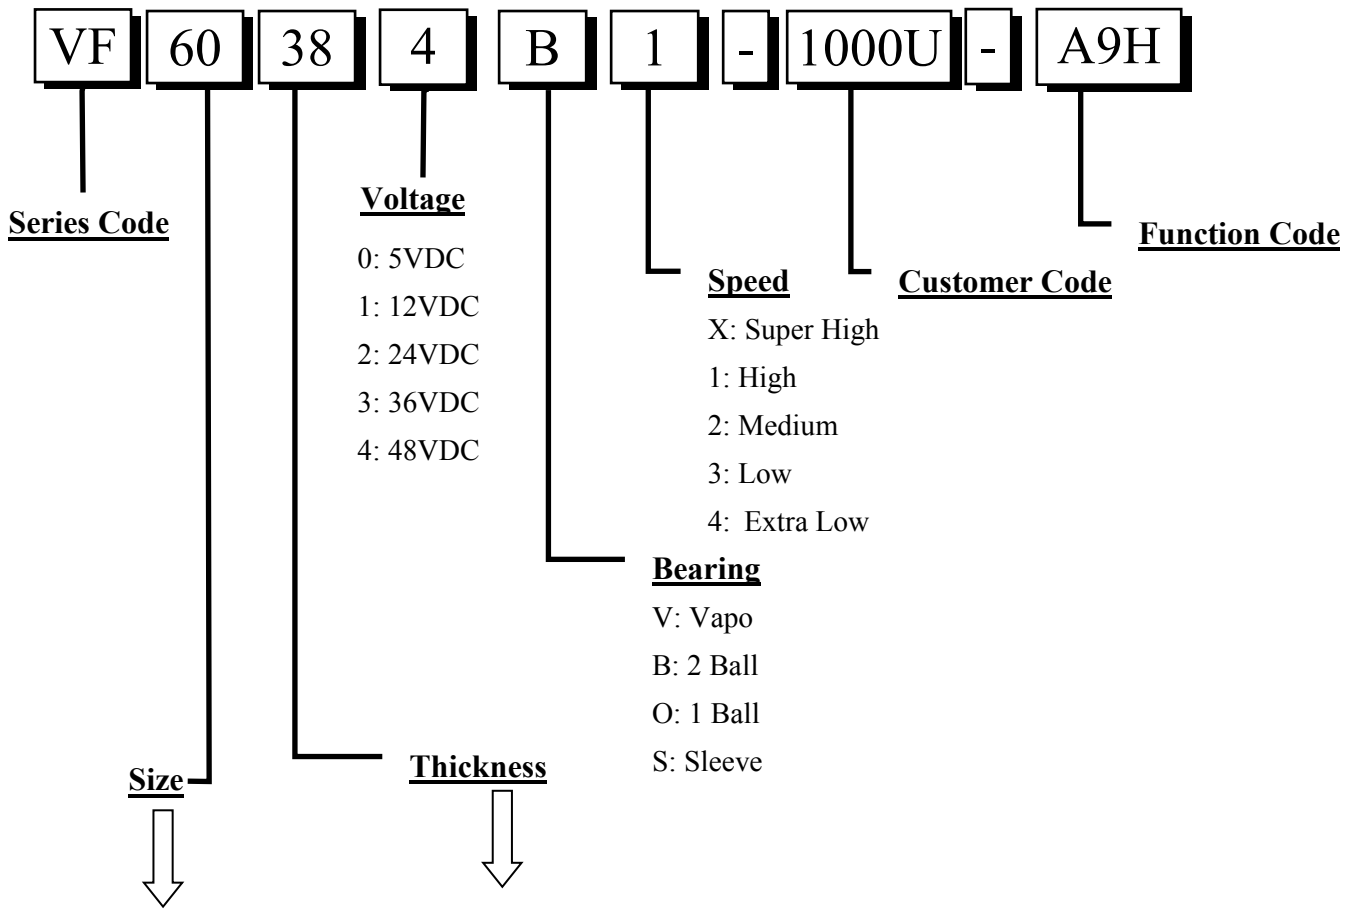 VF 60 38 4 B 1 - 1000U - A9H
Series Code
Voltage
0: 5VDC
1: 12VDC
2: 24VDC
3: 36VDC
4: 48VDC
Function Code
Customer Code
Speed
X: Super High
1: High
2: Medium
3: Low
4: Extra Low
Bearing
V: Vapo
B: 2 Ball
O: 1 Ball
S: Sleeve
Thickness
Size